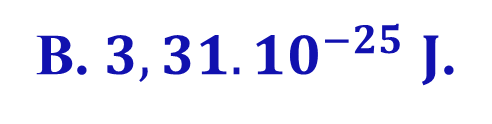 B. 3, 31. 10⁻²⁵ J.